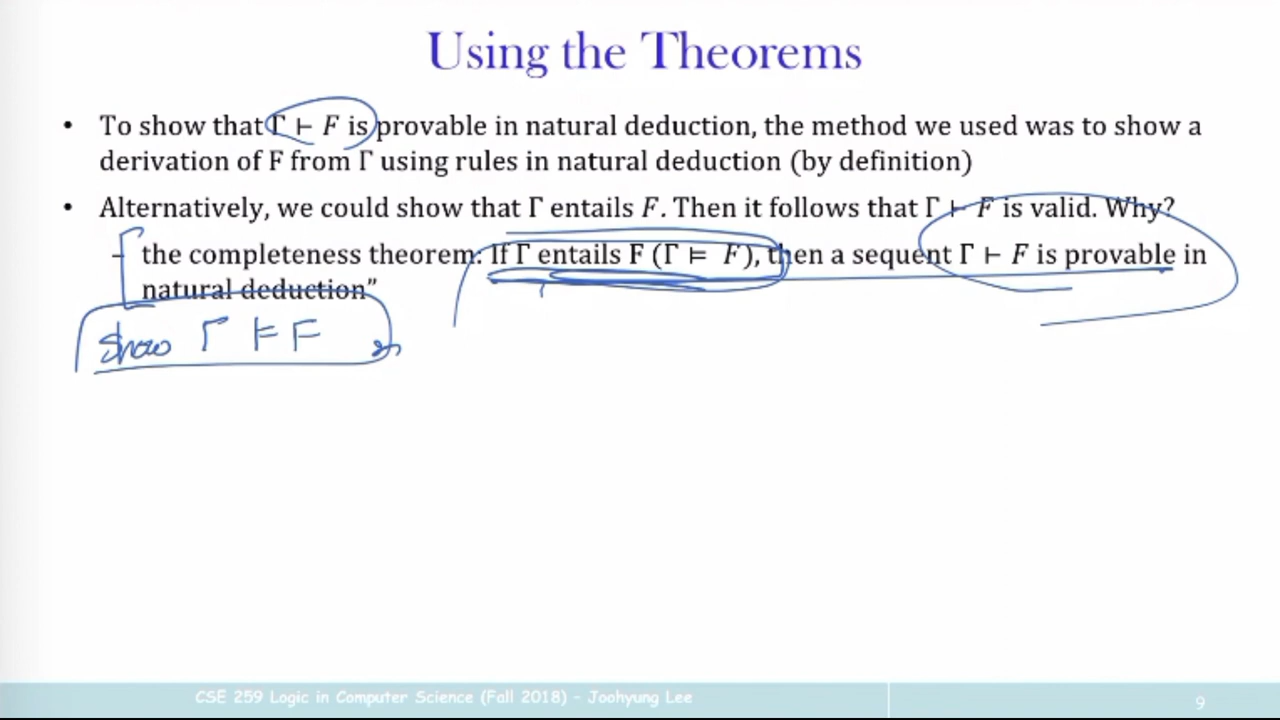 Using the Theorems
• To show that Γ ⊢ F is provable in natural deduction, the method we used was to show a
derivation of F from Γ using rules in natural deduction (by definition)
• Alternatively, we could show that Γ entails F. Then it follows that Γ ⊢ F is valid. Why?
– the completeness theorem: If Γ entails F (Γ ⊨ F), then a sequent Γ ⊢ F is provable in
natural deduction”
Show Γ ⊨ F
CSE 259 Logic in Computer Science (Fall 2018) – Joohyung Lee
9